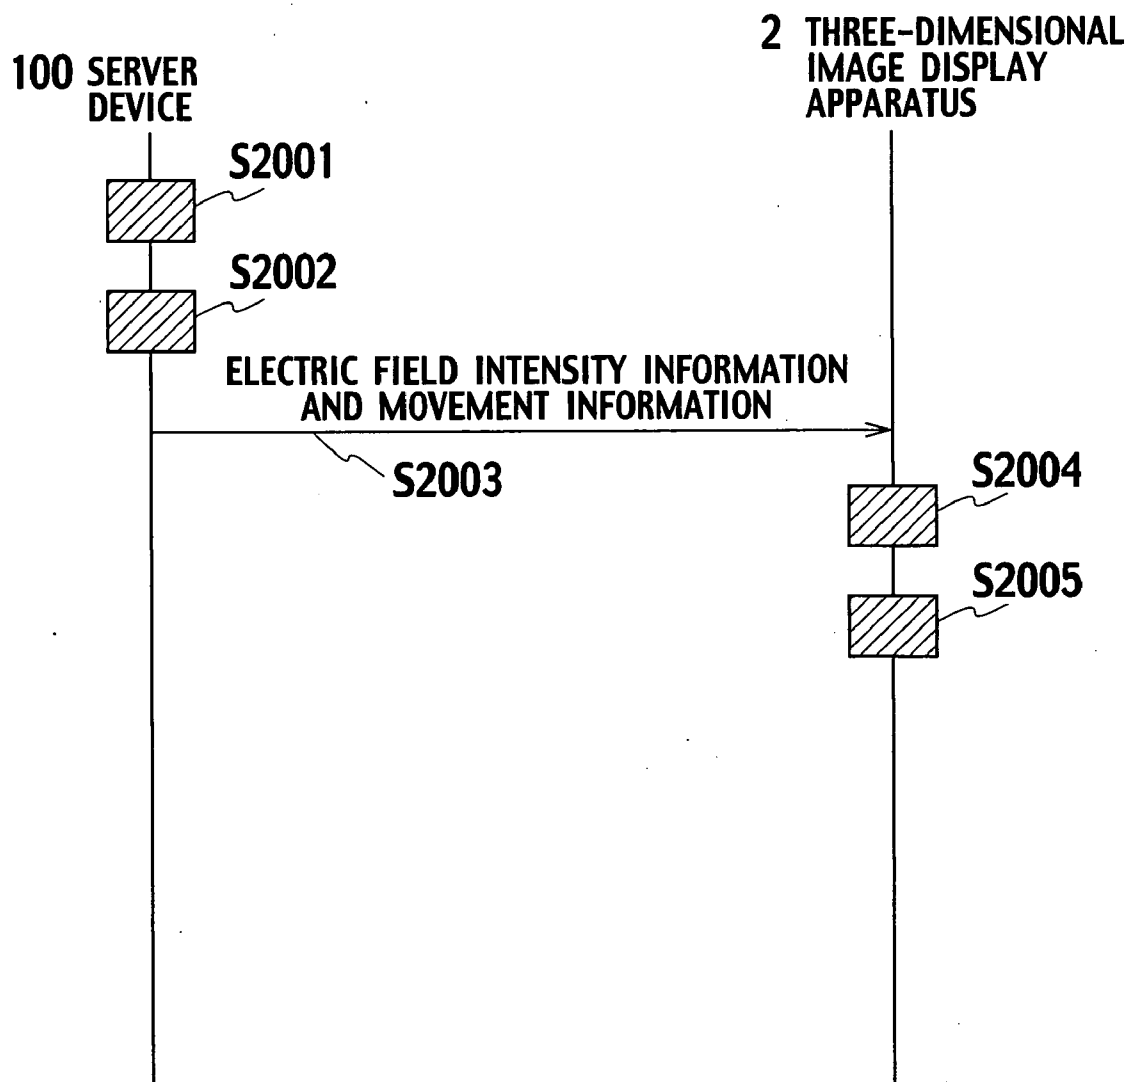 100 SERVER
DEVICE
2 THREE-DIMENSIONAL
IMAGE DISPLAY
APPARATUS
S2001
S2002
ELECTRIC FIELD INTENSITY INFORMATION
AND MOVEMENT INFORMATION
S2003
S2004
S2005